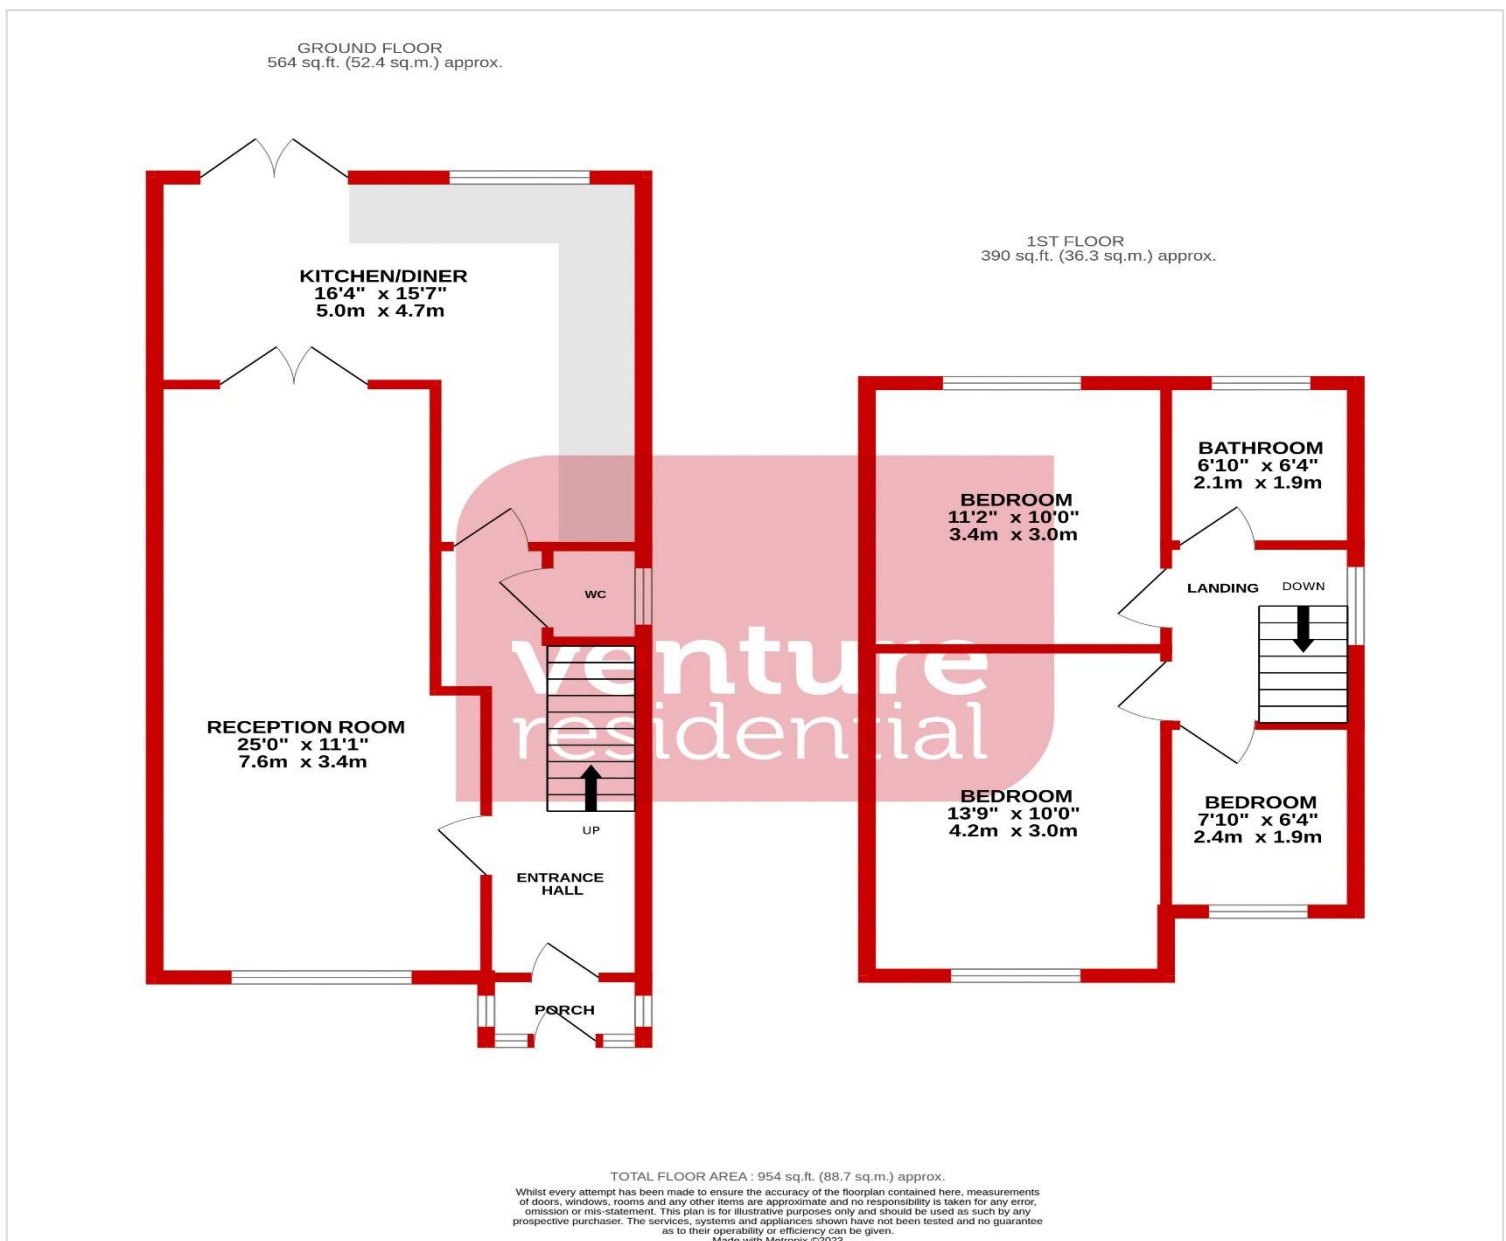 GROUND FLOOR
564 sq.ft. (52.4 sq.m.) approx.
KITCHEN/DINER
16'4" x 15'7"
5.0m x 4.7m
WC
RECEPTION ROOM
25'0" x 11'1"
7.6m x 3.4m
UP
ENTRANCE
HALL
PORCH
venture
residential
1ST FLOOR
390 sq.ft. (36.3 sq.m.) approx.
BATHROOM
6'10" x 6'4"
2.1m x 1.9m
BEDROOM
11'2" x 10'0"
3.4m x 3.0m
LANDING
DOWN
BEDROOM
13'9" x 10'0"
4.2m x 3.0m
BEDROOM
7'10" x 6'4"
2.4m x 1.9m
TOTAL FLOOR AREA : 954 sq.ft. (88.7 sq.m.) approx.
Whilst every attempt has been made to ensure the accuracy of the floorplan contained here, measurements
of doors, windows, rooms and any other items are approximate and no responsibility is taken for any error,
omission or mis-statement. This plan is for illustrative purposes only and should be used as such by any
prospective purchaser. The services, systems and appliances shown have not been tested and no guarantee
as to their operability or efficiency can be given.
Made with Metropix ©2023